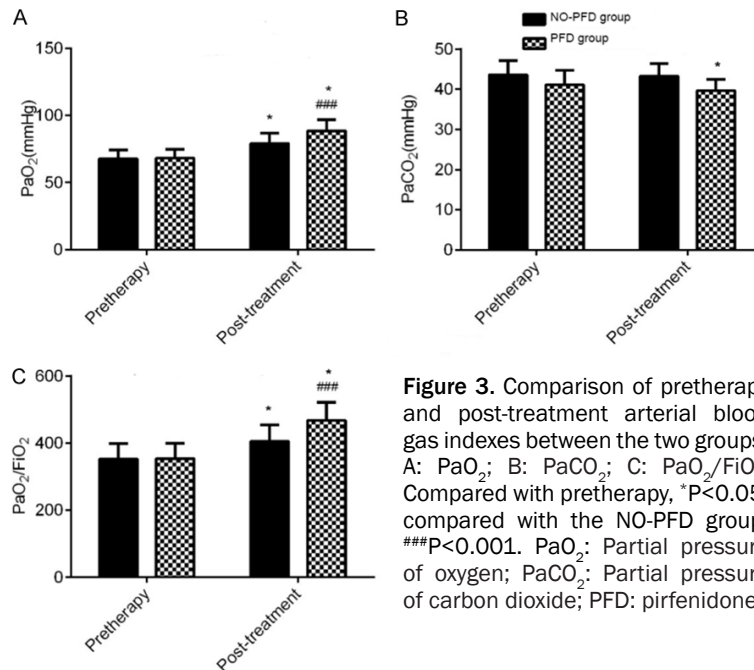 A
150
100
50
0
PaO2(mmHg)
*
*
###
Pretherapy
Post-treatment
B
NO-PFD group
PFD group
50
40
30
20
10
0
PaCO2(mmHg)
*
Pretherapy
Post-treatment
C
600
400
200
0
PaO2/FiO2
*
*
###
Pretherapy
Post-treatment
Figure 3. Comparison of pretherap
and post-treatment arterial bloo
gas indexes between the two groups
A: PaO2; B: PaCO2; C: PaO2/FiO
Compared with pretherapy, *P<0.05
compared with the NO-PFD group
###P<0.001. PaO2: Partial pressur
of oxygen; PaCO2: Partial pressur
of carbon dioxide; PFD: pirfenidone